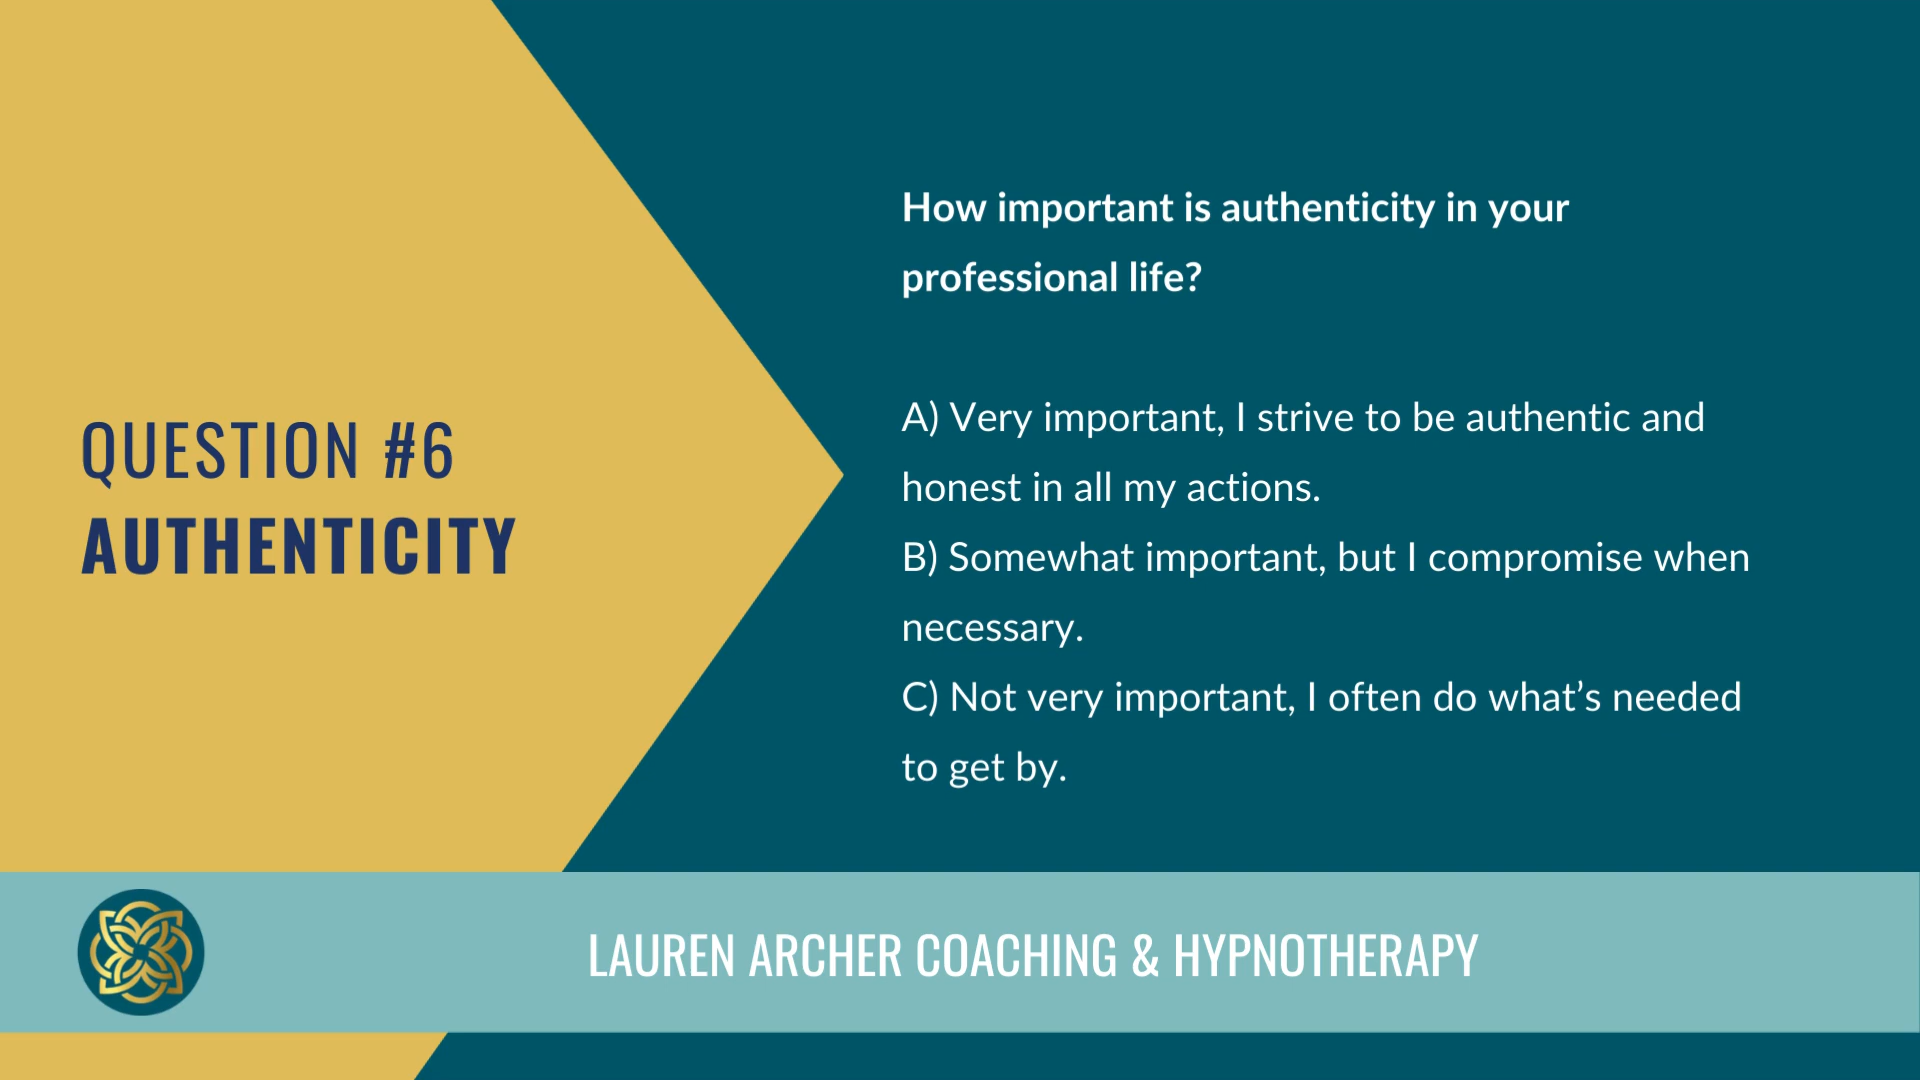 QUESTION #6
AUTHENTICITY
How important is authenticity in your
professional life?
A) Very important, I strive to be authentic and
honest in all my actions.
B) Somewhat important, but I compromise when
necessary.
C) Not very important, I often do what’s needed
to get by.
LAUREN ARCHER COACHING & HYPNOTHERAPY